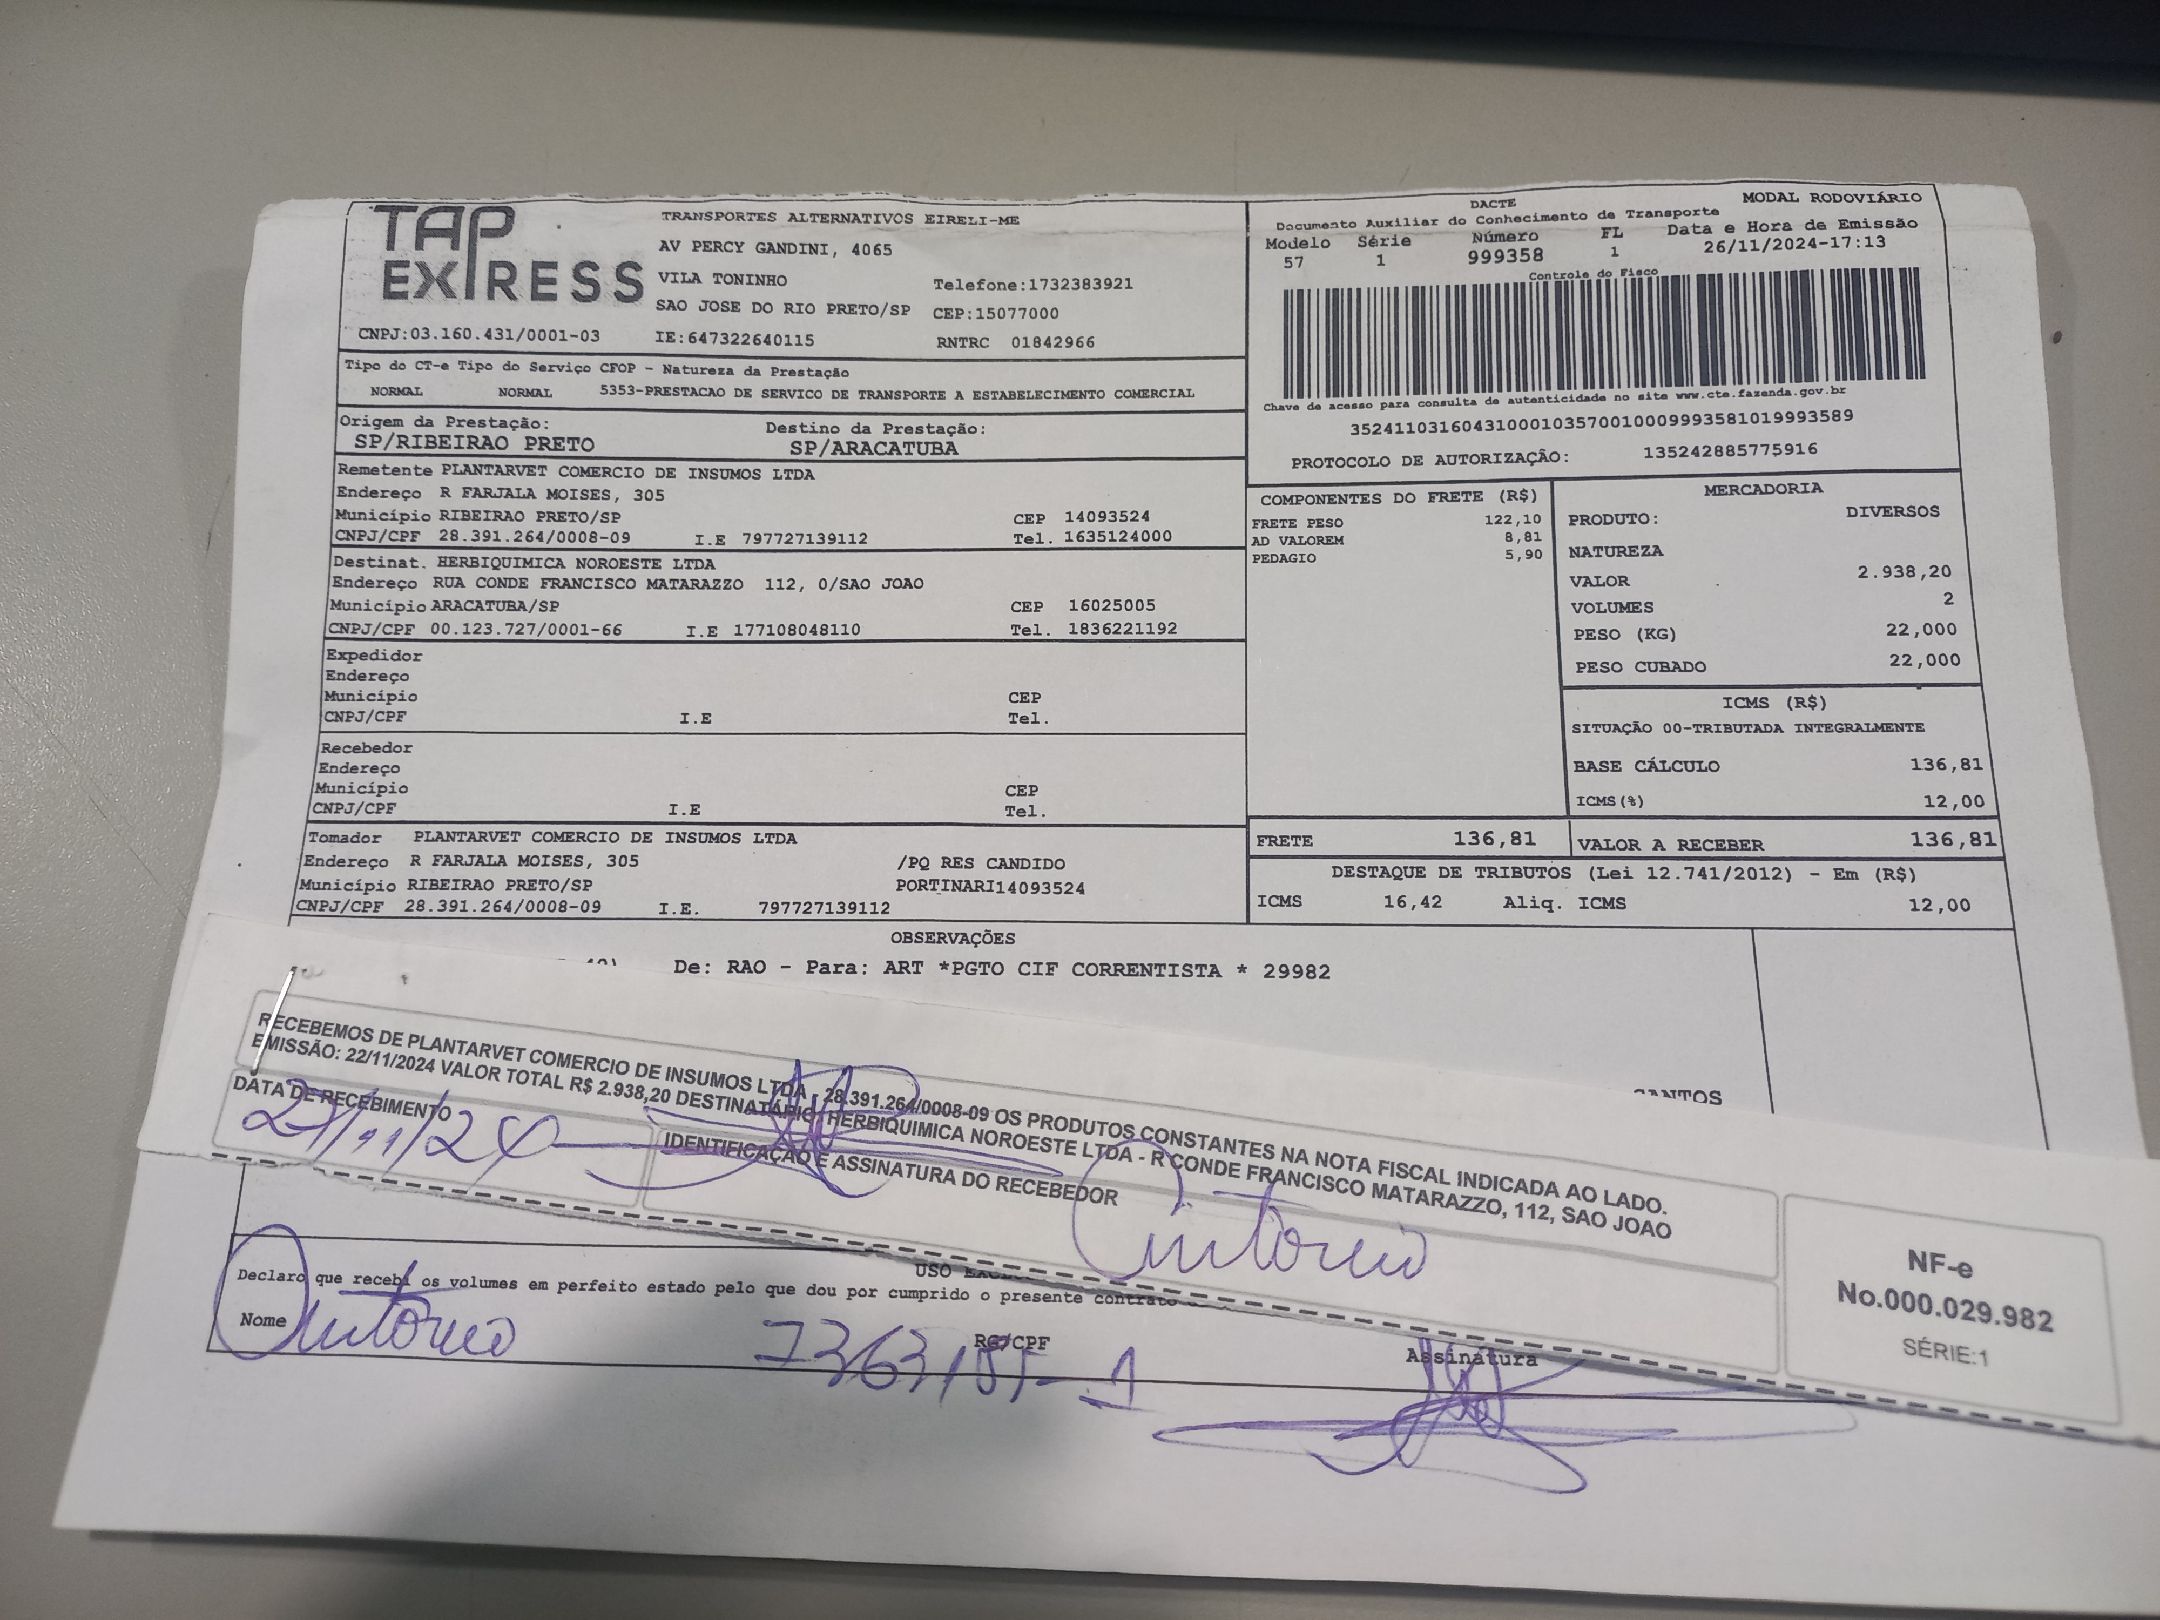 TAP EXPRESS
TRANSPORTES ALTERNATIVOS EIRELI-ME
AV PERCY GANDINI, 4065
VILA TONINHO Telefone:1732383921
SAO JOSE DO RIO PRETO/SP CEP:15077000
CNPJ:03.160.431/0001-03 IE:647322640115 RNTRC 01842966
DACTE MODAL RODOVIÁRIO
Documento Auxiliar do Conhecimento de Transporte
Modelo Série Número FL Data e Hora de Emissão
57 1 999358 1 26/11/2024-17:13
Controle do Fisco
Chave de acesso para consulta de autenticidade no site www.cte.fazenda.gov.br
35241103160431000103570010009993581019993589
PROTOCOLO DE AUTORIZAÇÃO: 135242885775916
Tipo do CT-e Tipo do Serviço CFOP - Natureza da Prestação
NORMAL NORMAL 5353-PRESTACAO DE SERVICO DE TRANSPORTE A ESTABELECIMENTO COMERCIAL
Origem da Prestação: Destino da Prestação:
SP/RIBEIRAO PRETO SP/ARACATUBA
Remetente PLANTARVET COMERCIO DE INSUMOS LTDA
Endereço R FARJALA MOISES, 305
Município RIBEIRAO PRETO/SP CEP 14093524
CNPJ/CPF 28.391.264/0008-09 I.E 797727139112 Tel. 1635124000
Destinat. HERBIQUIMICA NOROESTE LTDA
Endereço RUA CONDE FRANCISCO MATARAZZO 112, 0/SAO JOAO
Município ARACATUBA/SP CEP 16025005
CNPJ/CPF 00.123.727/0001-66 I.E 177108048110 Tel. 1836221192
Expedidor
Endereço
Município CEP
CNPJ/CPF I.E Tel.
Recebedor
Endereço
Município CEP
CNPJ/CPF I.E Tel.
Tomador PLANTARVET COMERCIO DE INSUMOS LTDA
Endereço R FARJALA MOISES, 305 /PQ RES CANDIDO
Município RIBEIRAO PRETO/SP PORTINARI14093524
CNPJ/CPF 28.391.264/0008-09 I.E. 797727139112
COMPONENTES DO FRETE (R$)
FRETE PESO 122,10
AD VALOREM 8,81
PEDAGIO 5,90
MERCADORIA
PRODUTO: DIVERSOS
NATUREZA
VALOR 2.938,20
VOLUMES 2
PESO (KG) 22,000
PESO CUBADO 22,000
ICMS (R$)
SITUAÇÃO 00-TRIBUTADA INTEGRALMENTE
BASE CÁLCULO 136,81
ICMS(%) 12,00
FRETE 136,81 VALOR A RECEBER 136,81
DESTAQUE DE TRIBUTOS (Lei 12.741/2012) - Em (R$)
ICMS 16,42 Aliq. ICMS 12,00
OBSERVAÇÕES
De: RAO - Para: ART *PGTO CIF CORRENTISTA * 29982
RECEBEMOS DE PLANTARVET COMERCIO DE INSUMOS LTDA - 28.391.264/0008-09 OS PRODUTOS CONSTANTES NA NOTA FISCAL INDICADA AO LADO.
EMISSÃO: 22/11/2024 VALOR TOTAL R$ 2.938,20 DESTINATÁRIO: HERBIQUIMICA NOROESTE LTDA - R CONDE FRANCISCO MATARAZZO, 112, SAO JOAO
DATA DE RECEBIMENTO IDENTIFICAÇÃO E ASSINATURA DO RECEBEDOR
27/11/24 Antonio
NF-e
No.000.029.982
SÉRIE:1
USO
Declaro que recebi os volumes em perfeito estado pelo que dou por cumprido o presente contrato
Nome Antonio RG/CPF Assinatura